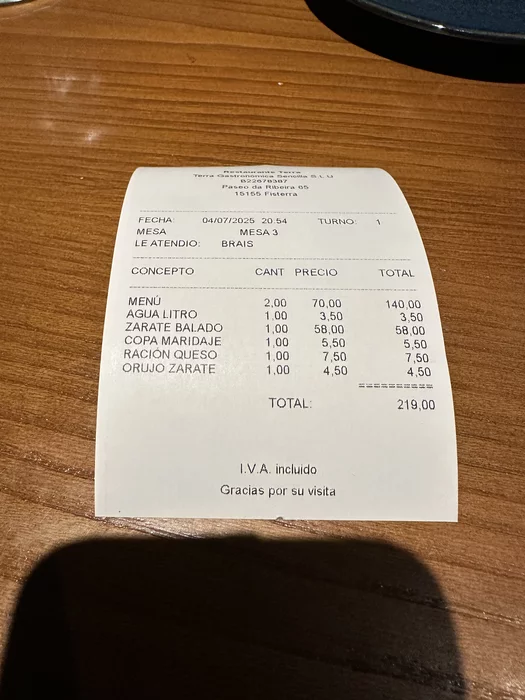 Restaurante Terra
Terra Gastronómica Sencilla S.L.U
B22678387
Paseo da Ribeira 65
15155 Fisterra
FECHA: 04/07/2025 20:54 TURNO: 1
MESA MESA 3
LE ATENDIO: BRAIS
CONCEPTO CANT PRECIO TOTAL
MENÚ 2,00 70,00 140,00
AGUA LITRO 1,00 3,50 3,50
ZARATE BALADO 1,00 58,00 58,00
COPA MARIDAJE 1,00 5,50 5,50
RACIÓN QUESO 1,00 7,50 7,50
ORUJO ZARATE 1,00 4,50 4,50
==========
TOTAL: 219,00
I.V.A. incluido
Gracias por su visita